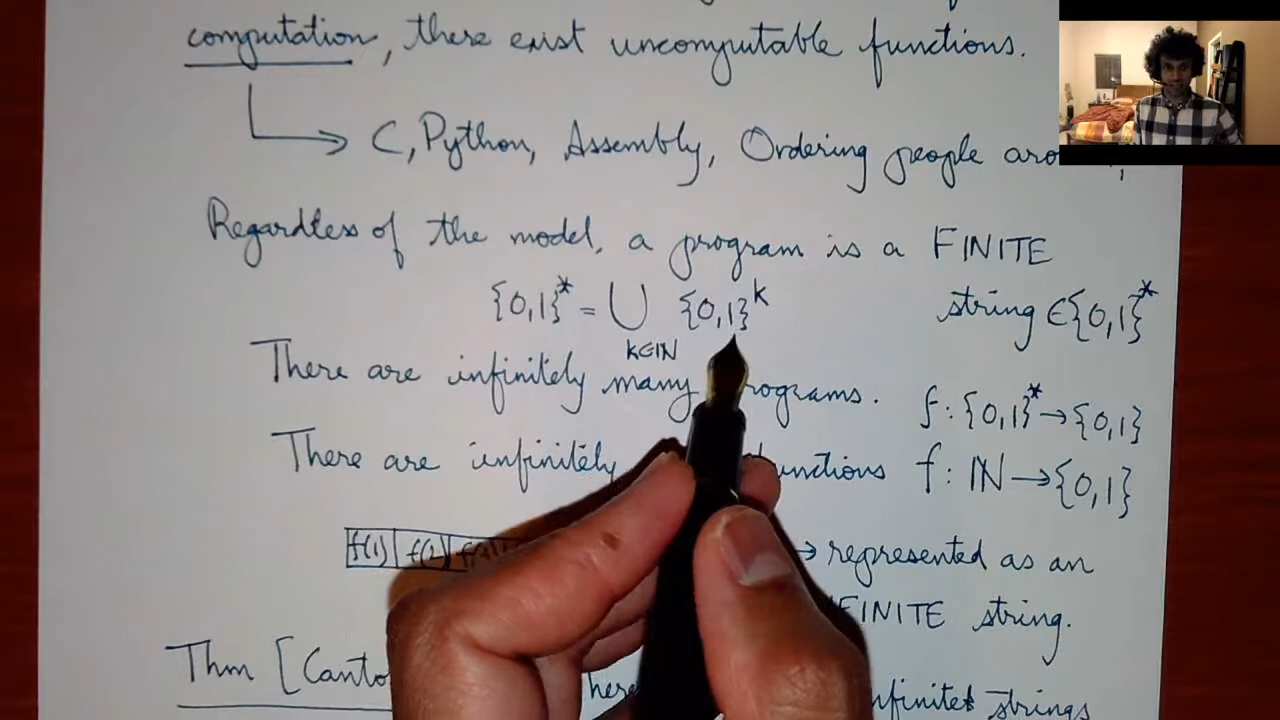 computation, there exist uncomputable functions.
C, Python, Assembly, Ordering people
Regardless of the model, a program is a FINITE
{0,1}* = ⋃ {0,1}^k string ∈ {0,1}*
k∈ℕ
There are infinitely many programs. f: {0,1}* → {0,1}
There are infinitely functions f: ℕ → {0,1}
f(1) f(2) → represented as an
FINITE string.
Thm [Canto
strings